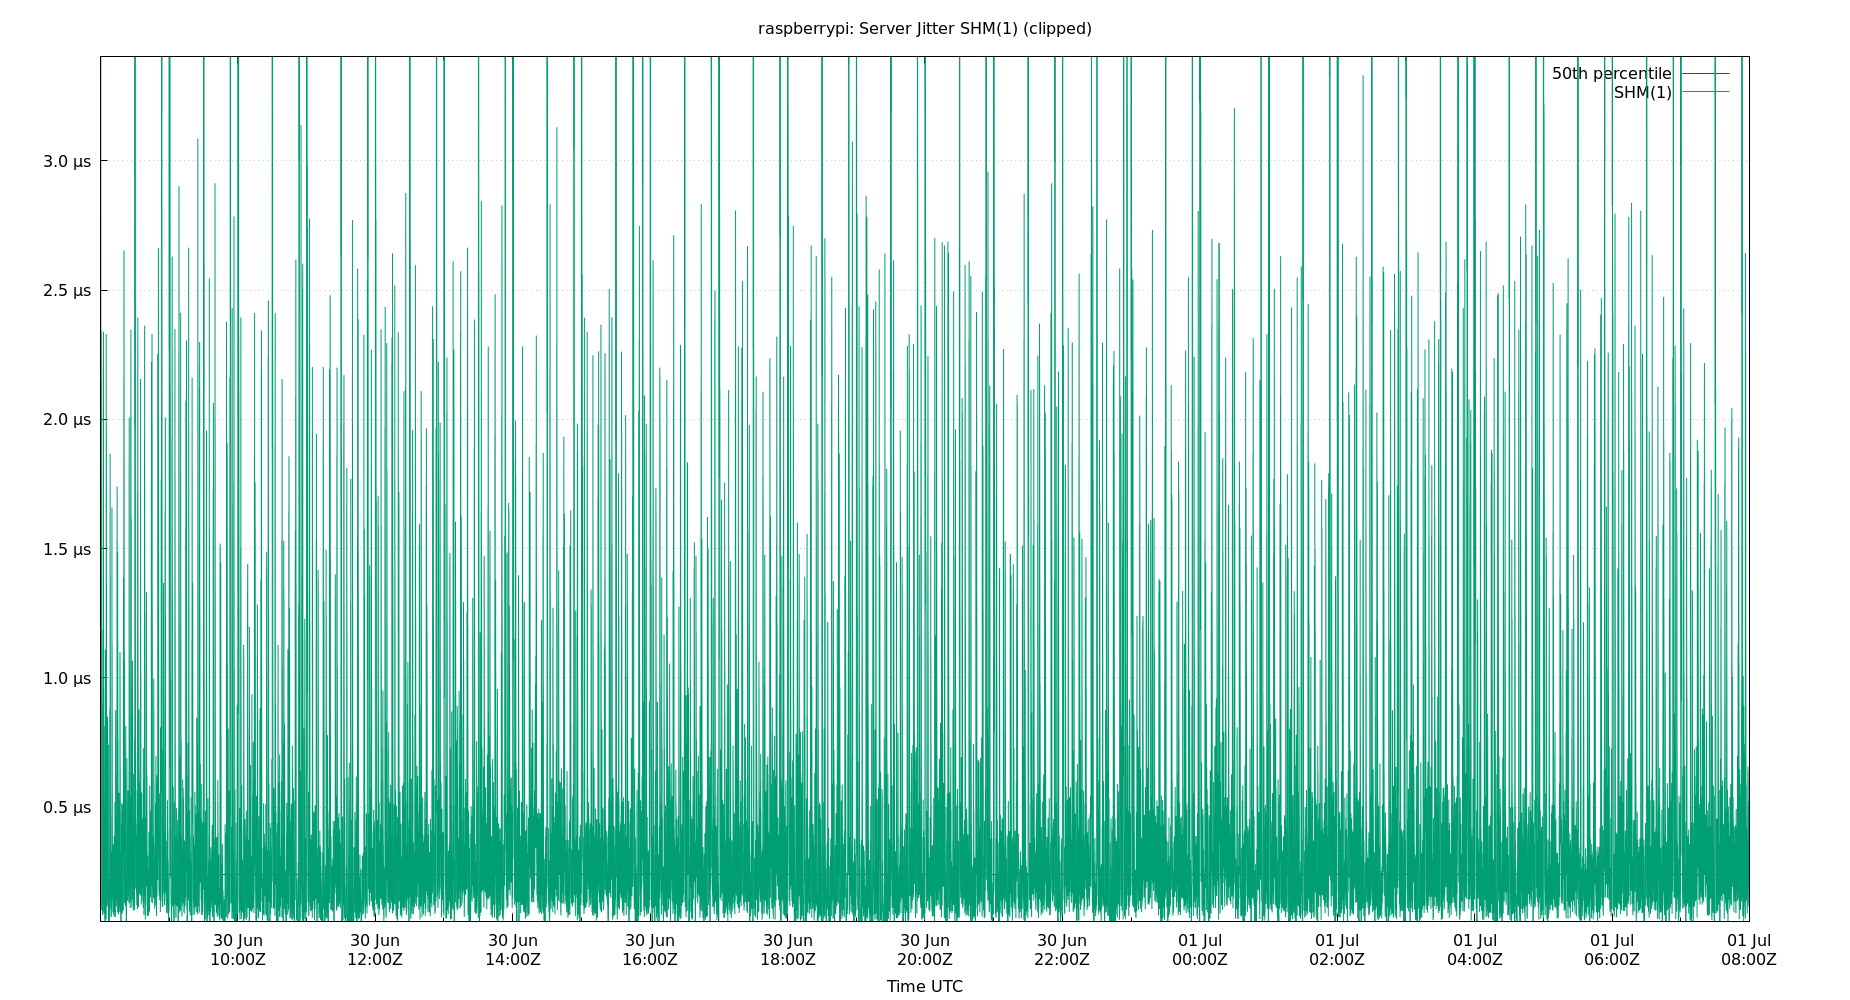 raspberrypi: Server Jitter SHM(1) (clipped)
50th percentile
SHM(1)
3.0 µs
2.5 µs
2.0 µs
1.5 µs
1.0 µs
0.5 µs
30 Jun 30 Jun 30 Jun 30 Jun 30 Jun 30 Jun 30 Jun 01 Jul 01 Jul 01 Jul 01 Jul 01 Jul
10:00Z 12:00Z 14:00Z 16:00Z 18:00Z 20:00Z 22:00Z 00:00Z 02:00Z 04:00Z 06:00Z 08:00Z
Time UTC